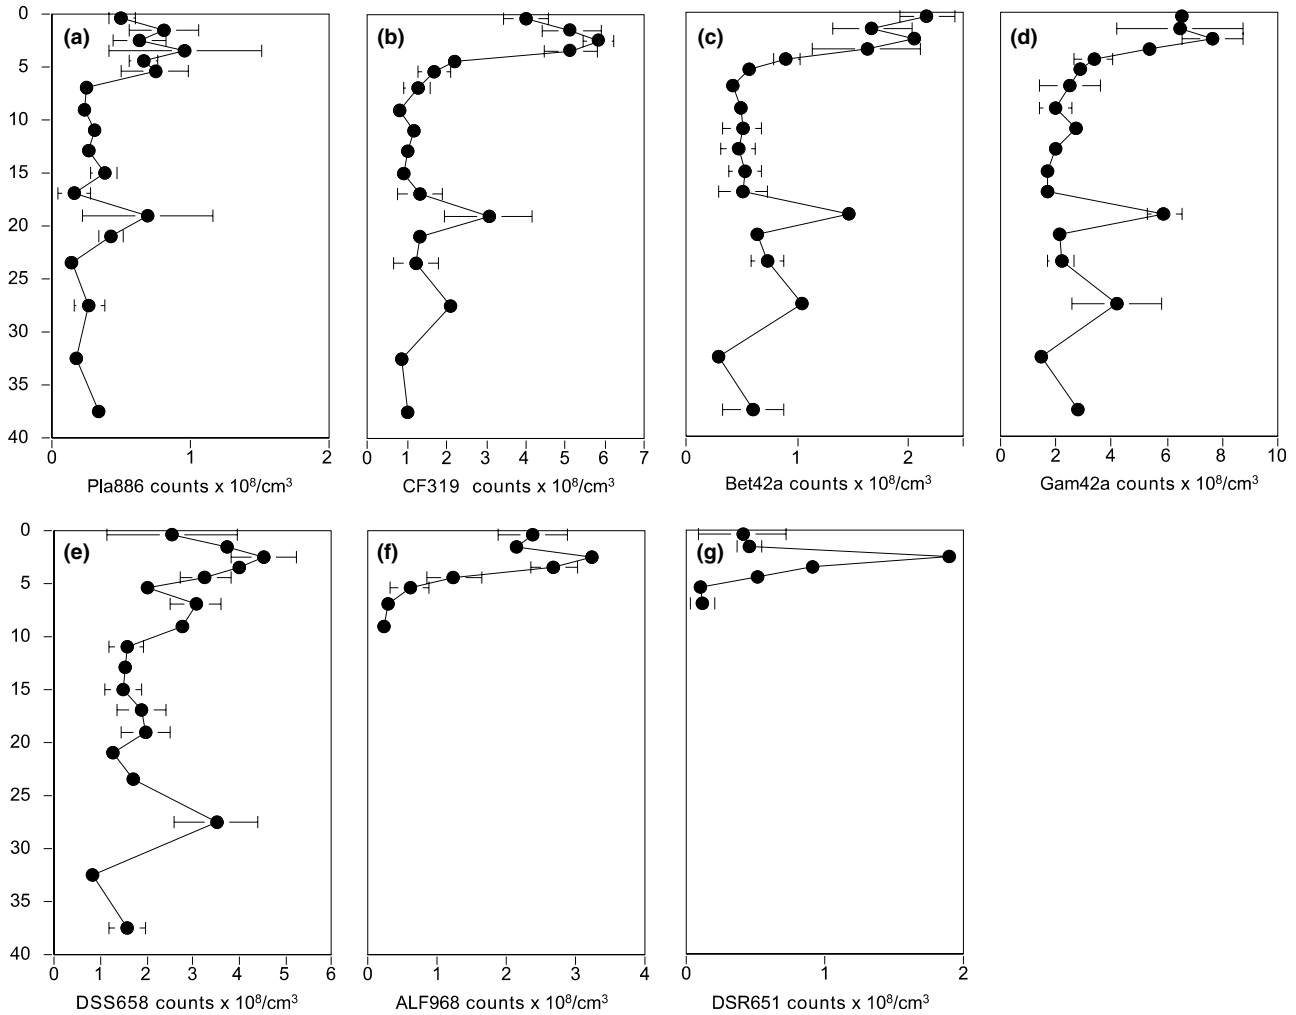 0
5
10
15
20
25
30
35
40
(a)
(b)
(c)
(d)
0 1 2
0 1 2 3 4 5 6 7
0 1 2
0 2 4 6 8 10
Pla886 counts x 10⁸/cm³
CF319 counts x 10⁸/cm³
Bet42a counts x 10⁸/cm³
Gam42a counts x 10⁸/cm³
0
5
10
15
20
25
30
35
40
(e)
(f)
(g)
0 1 2 3 4 5 6
0 1 2 3 4
0 1 2
DSS658 counts x 10⁸/cm³
ALF968 counts x 10⁸/cm³
DSR651 counts x 10⁸/cm³